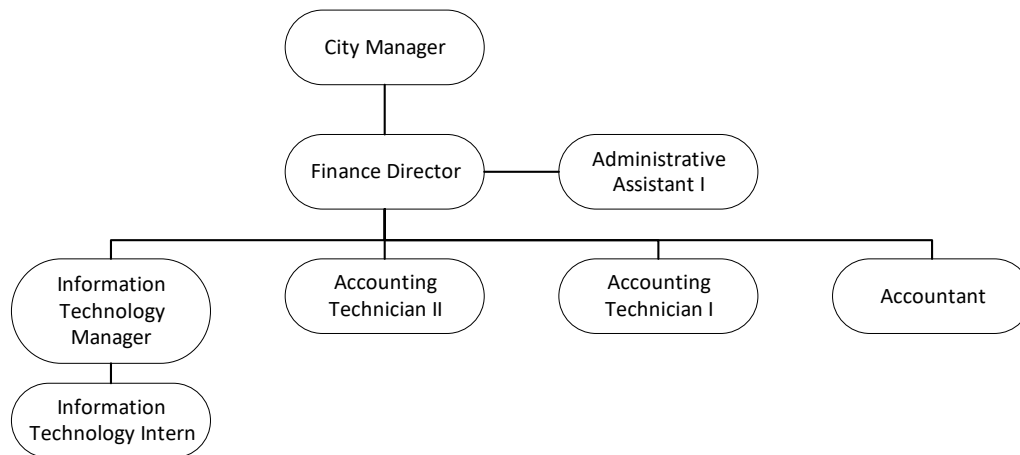 City Manager
Finance Director
Administrative
Assistant I
Information
Technology
Manager
Accounting
Technician II
Accounting
Technician I
Accountant
Information
Technology Intern